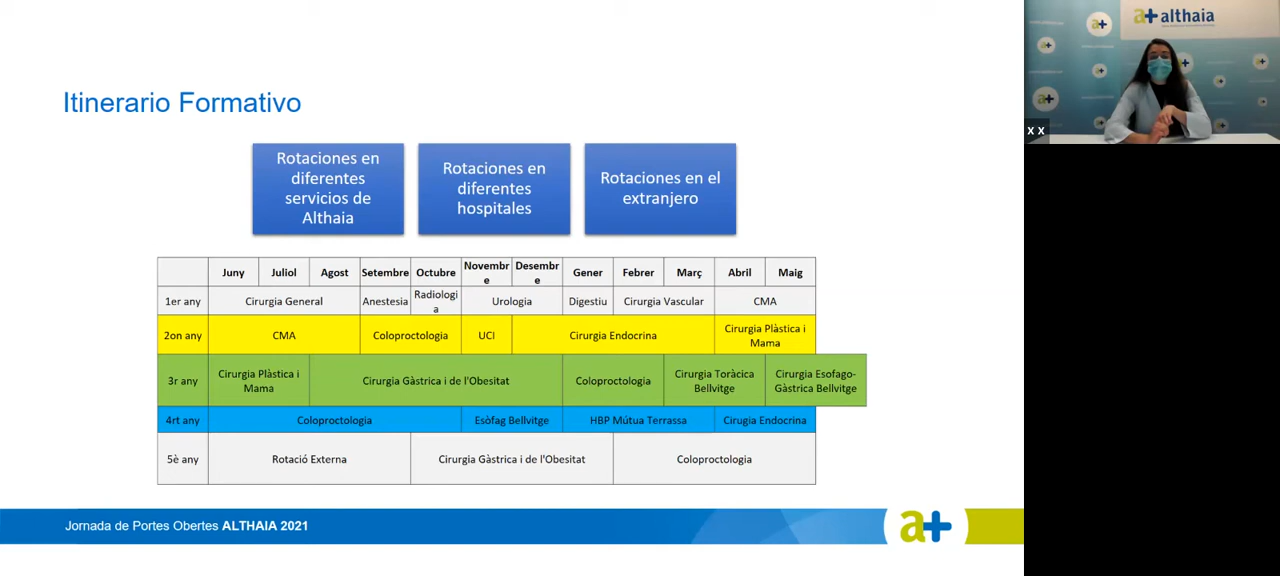 Itinerario Formativo
Rotaciones en
diferentes
servicios de
Althaia
Rotaciones en
diferentes
hospitales
Rotaciones en el
extranjero
Juny Juliol Agost Setembre Octubre Novembr
e Desembr
e Gener Febrer Març Abril Maig
1er any Cirurgia General Anestesia Radiologi
a Urologia Digestiu Cirurgia Vascular CMA
2on any CMA Coloproctologia UCI Cirurgia Endocrina Cirurgia Plàstica i
Mama
3r any Cirurgia Plàstica i
Mama Cirurgia Gàstrica i de l'Obesitat Coloproctologia Cirurgia Toràcica
Bellvitge Cirurgia Esofago-
Gàstrica Bellvitge
4rt any Coloproctologia Esòfag Bellvitge HBP Mútua Terrassa Cirugia Endocrina
5è any Rotació Externa Cirurgia Gàstrica i de l'Obesitat Coloproctologia
Jornada de Portes Obertes ALTHAIA 2021
a+
a+ althaia
X X